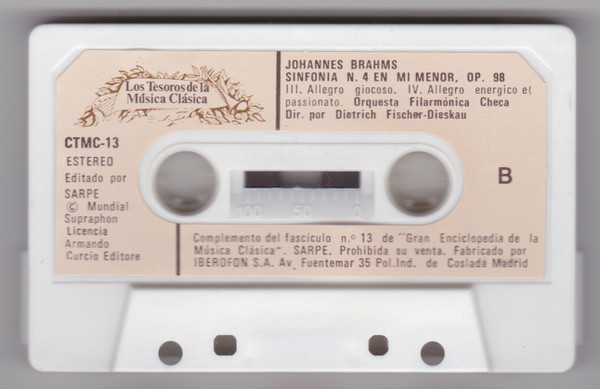 Los Tesoros de la
Música Clásica
JOHANNES BRAHMS
SINFONIA N. 4 EN MI MENOR, OP. 98
III. Allegro giocoso. IV. Allegro energico e(
passionato. Orquesta Filarmónica Checa
Dir. por Dietrich Fischer-Dieskau
CTMC-13
ESTEREO
Editado por
SARPE
© Mundial
Supraphon
Licencia
Armando
Curcio Editore
B
100 50 0
Complemento del fascículo n.º 13 de "Gran Enciclopedia de la
Música Clásica". SARPE. Prohibida su venta. Fabricado por
IBEROFON S.A. Av. Fuentemar 35 Pol.Ind. de Coslada Madrid